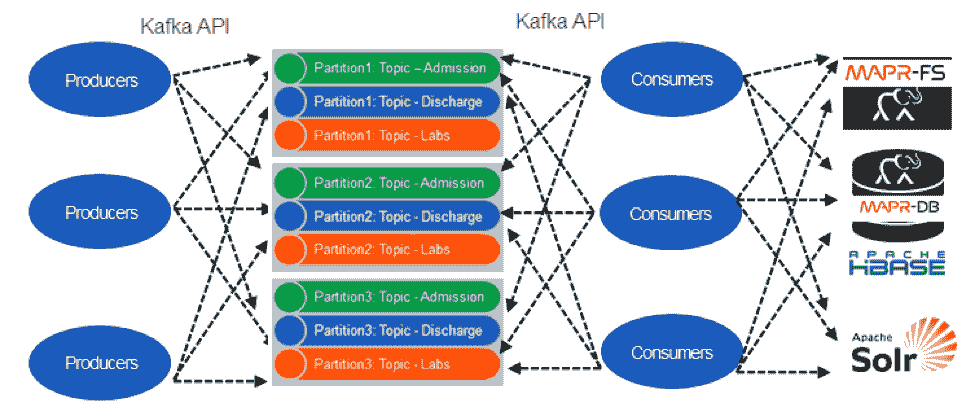 Kafka API
Kafka API
Producers
Producers
Producers
Partition1: Topic – Admission
Partition1: Topic - Discharge
Partition1: Topic - Labs
Partition2: Topic - Admission
Partition2: Topic - Discharge
Partition2: Topic - Labs
Partition3: Topic - Admission
Partition3: Topic - Discharge
Partition3: Topic - Labs
Consumers
Consumers
Consumers
MAPR-FS
MAPR-DB
APACHE
HBASE
Apache
Solr